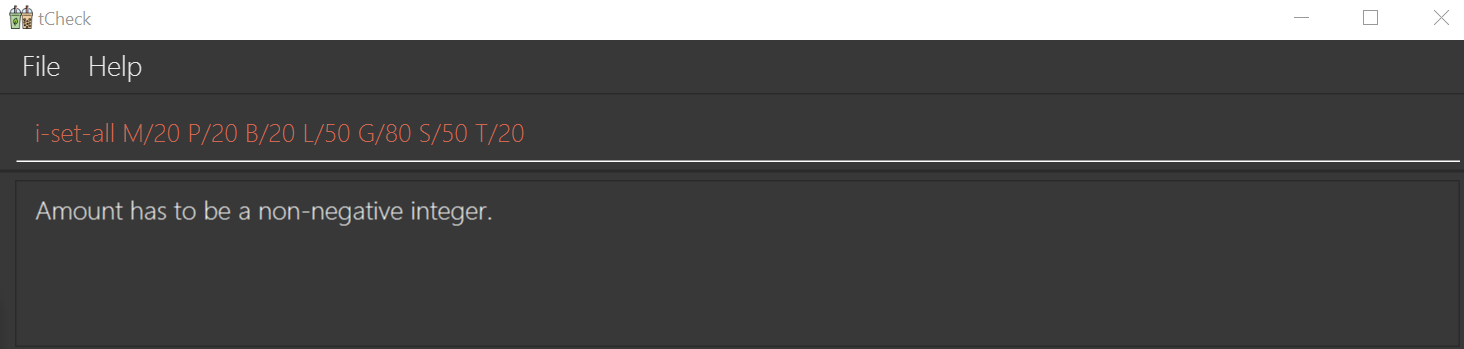 tCheck
File Help
i-set-all M/20 P/20 B/20 L/50 G/80 S/50 T/20
Amount has to be a non-negative integer.